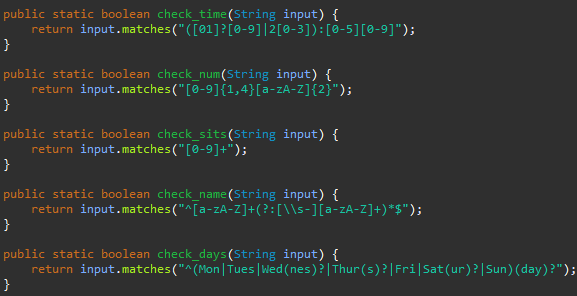 public static boolean check_time(String input) {
    return input.matches("([01]?[0-9]|2[0-3]):[0-5][0-9]");
}

public static boolean check_num(String input) {
    return input.matches("[0-9]{1,4}[a-zA-Z]{2}");
}

public static boolean check_sits(String input) {
    return input.matches("[0-9]+");
}

public static boolean check_name(String input) {
    return input.matches("^[a-zA-Z]+(?:[\\s-][a-zA-Z]+)*$");
}

public static boolean check_days(String input) {
    return input.matches("^(Mon|Tues|Wed(nes)?|Thur(s)?|Fri|Sat(ur)?|Sun)(day)?");
}